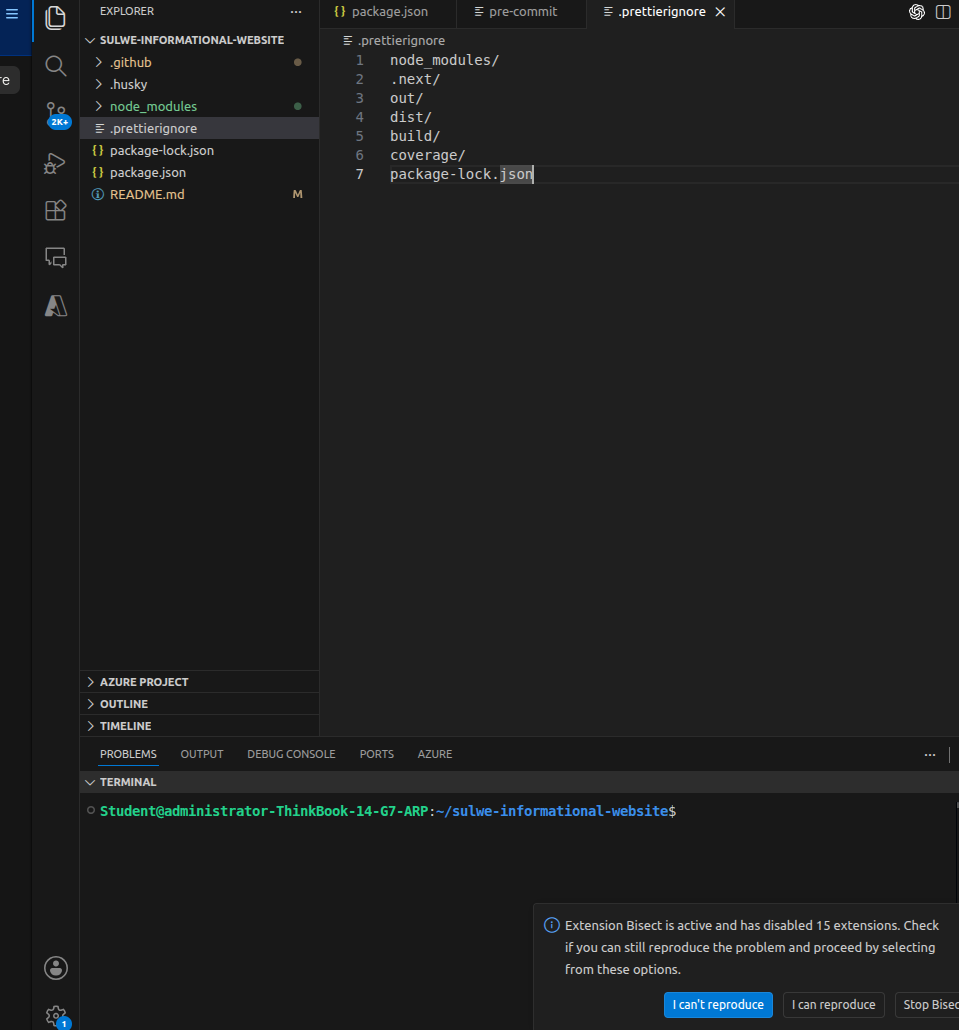 EXPLORER
package.json
pre-commit
.prettierignore
re
SULWE-INFORMATIONAL-WEBSITE
.github
.husky
node_modules
.prettierignore
package-lock.json
package.json
README.md M
2K+
.prettierignore
1 node_modules/
2 .next/
3 out/
4 dist/
5 build/
6 coverage/
7 package-lock.json
AZURE PROJECT
OUTLINE
TIMELINE
PROBLEMS OUTPUT DEBUG CONSOLE PORTS AZURE
TERMINAL
Student@administrator-ThinkBook-14-G7-ARP:~/sulwe-informational-website$
Extension Bisect is active and has disabled 15 extensions. Check
if you can still reproduce the problem and proceed by selecting
from these options.
I can't reproduce I can reproduce Stop Bisec
1